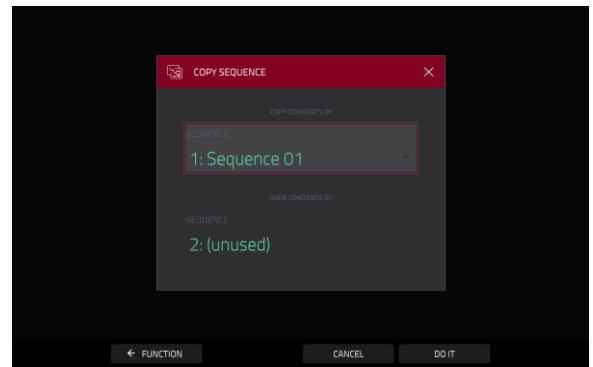 COPY SEQUENCE
COPY CONTENTS OF
SEQUENCE
1: Sequence 01
OVER CONTENTS OF
SEQUENCE
2: (unused)
FUNCTION CANCEL DO IT